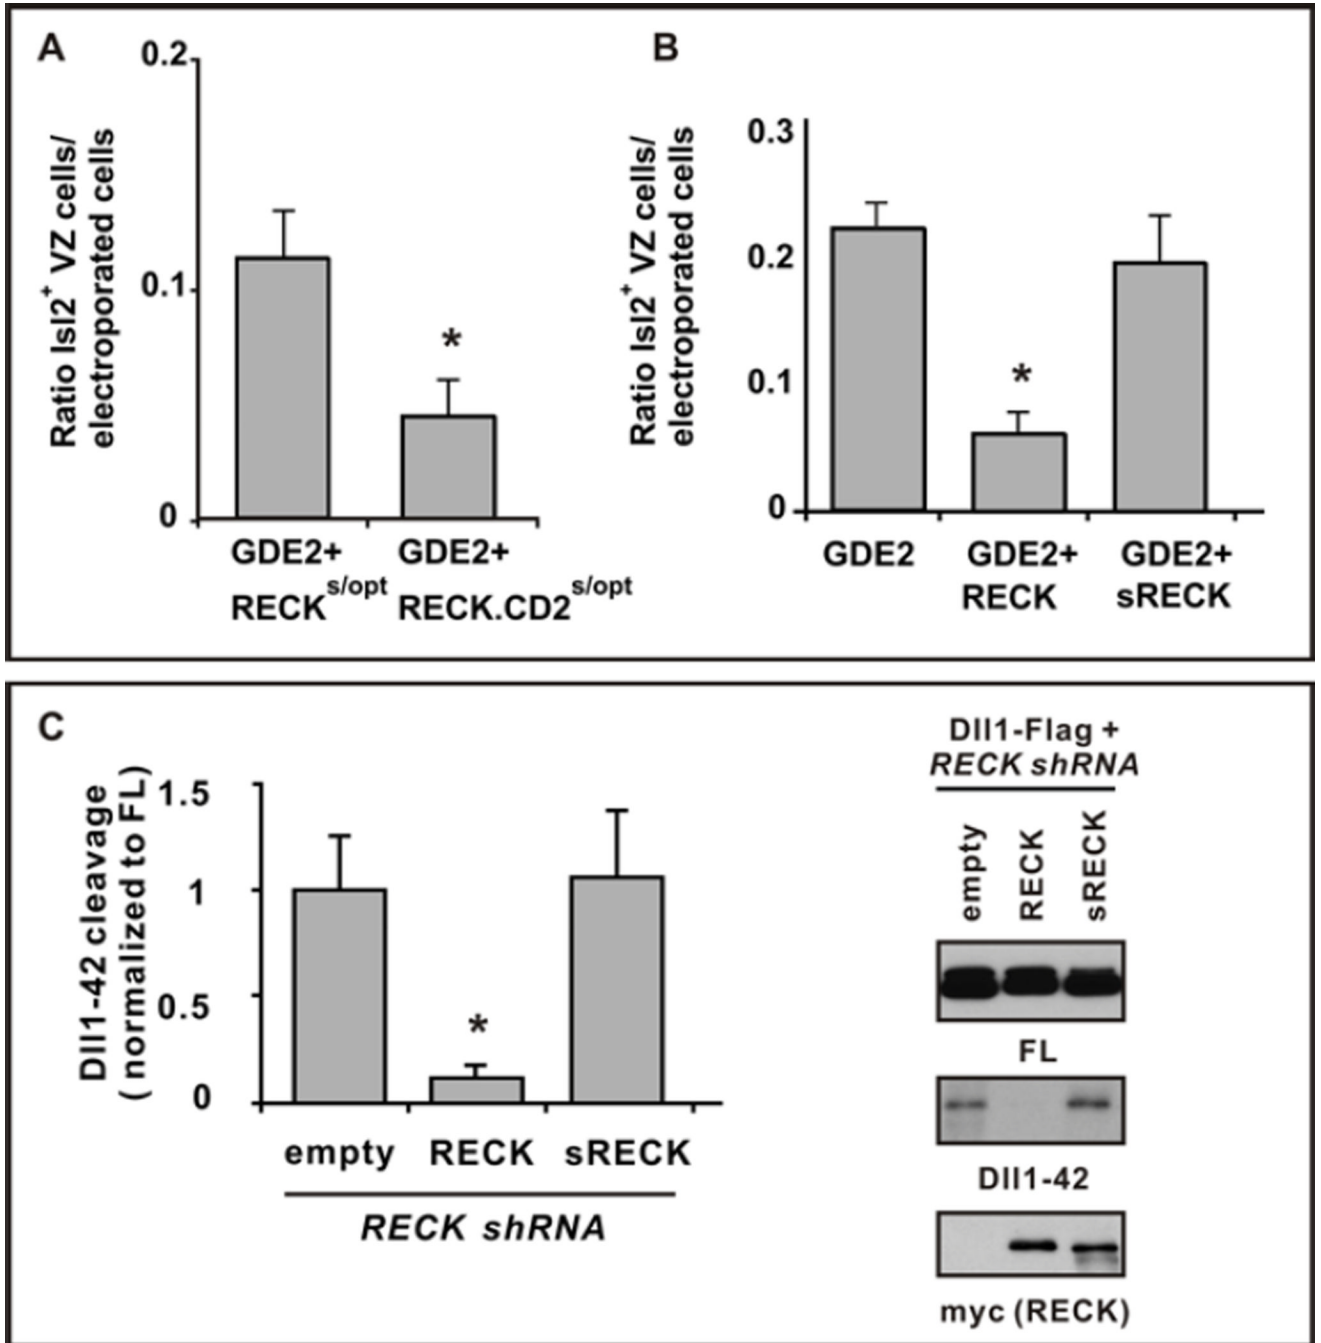 A
Ratio Isl2+ VZ cells/
electroporated cells
0.2
0.1
0
*
GDE2+ GDE2+
RECK s/opt RECK.CD2 s/opt
B
Ratio Isl2+ VZ cells/
electroporated cells
0.3
0.2
0.1
0
*
GDE2 GDE2+ GDE2+
RECK sRECK
C
Dll1-42 cleavage
( normalized to FL)
1.5
1
0.5
0
*
empty RECK sRECK
RECK shRNA
Dll1-Flag +
RECK shRNA
empty
RECK
sRECK
FL
Dll1-42
myc (RECK)